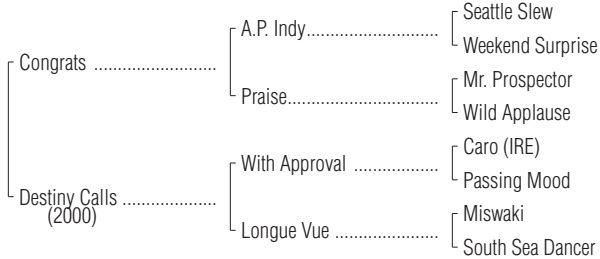 Seattle Slew
A.P. Indy..............................
Weekend Surprise
Congrats ............................
Mr. Prospector
Praise...................................
Wild Applause
Caro (IRE)
With Approval ....................
Passing Mood
Destiny Calls ......................
(2000)
Miswaki
Longue Vue ........................
South Sea Dancer